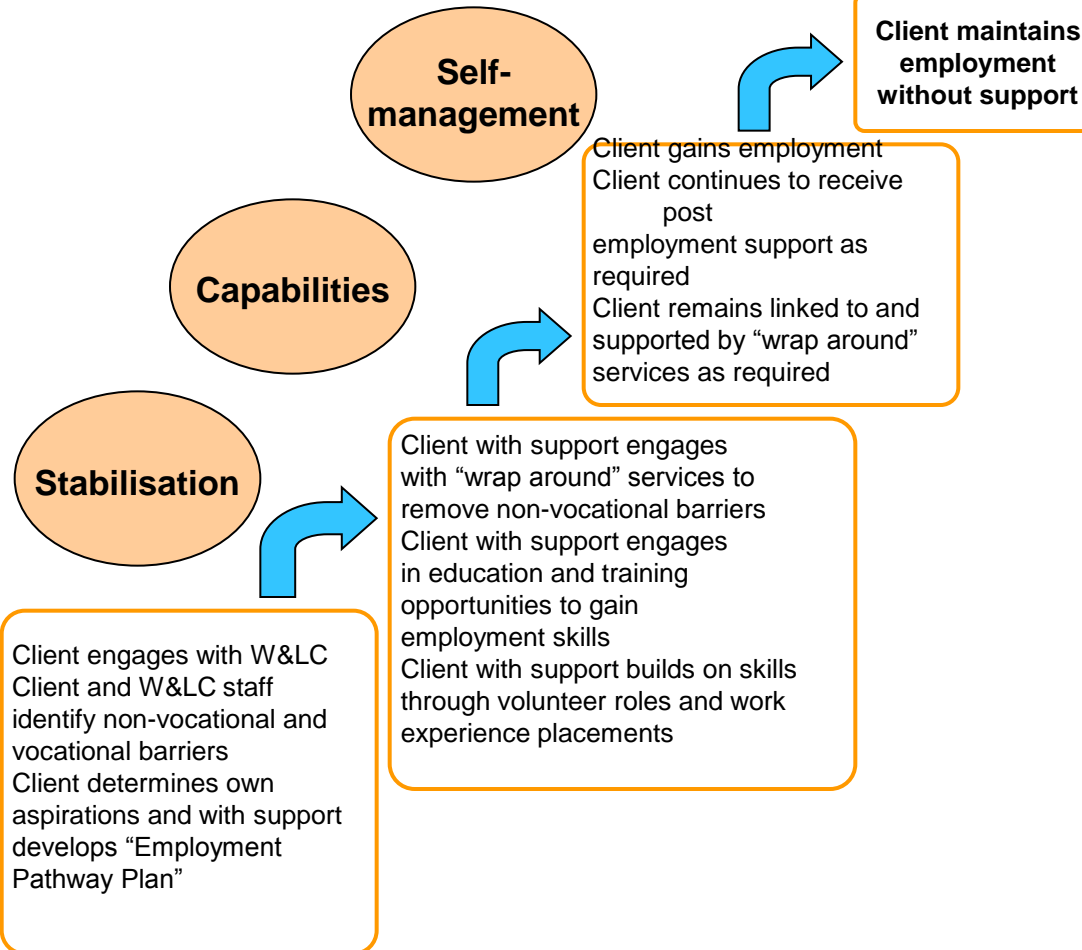 Self-
management
Client maintains
employment
without support
Client gains employment
Client continues to receive
post
employment support as
required
Client remains linked to and
supported by “wrap around”
services as required
Capabilities
Stabilisation
Client with support engages
with “wrap around” services to
remove non-vocational barriers
Client with support engages
in education and training
opportunities to gain
employment skills
Client with support builds on skills
through volunteer roles and work
experience placements
Client engages with W&LC
Client and W&LC staff
identify non-vocational and
vocational barriers
Client determines own
aspirations and with support
develops “Employment
Pathway Plan”